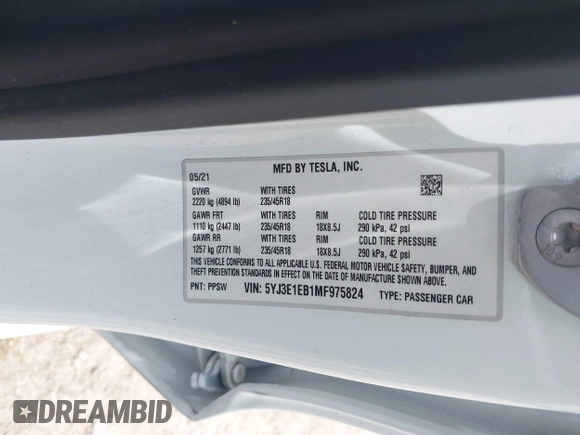 MFD BY TESLA, INC.
05/21
GVWR WITH TIRES
2220 kg (4894 lb) 235/45R18
GAWR FRT WITH TIRES RIM COLD TIRE PRESSURE
1110 kg (2447 lb) 235/45R18 18X8.5J 290 kPa, 42 psi
GAWR RR WITH TIRES RIM COLD TIRE PRESSURE
1257 kg (2771 lb) 235/45R18 18X8.5J 290 kPa, 42 psi
THIS VEHICLE CONFORMS TO ALL APPLICABLE U.S. FEDERAL MOTOR VEHICLE SAFETY, BUMPER, AND
THEFT PREVENTION STANDARDS IN EFFECT ON THE DATE OF MANUFACTURE SHOWN ABOVE.
PNT: PPSW VIN: 5YJ3E1EB1MF975824 TYPE: PASSENGER CAR
DREAMBID